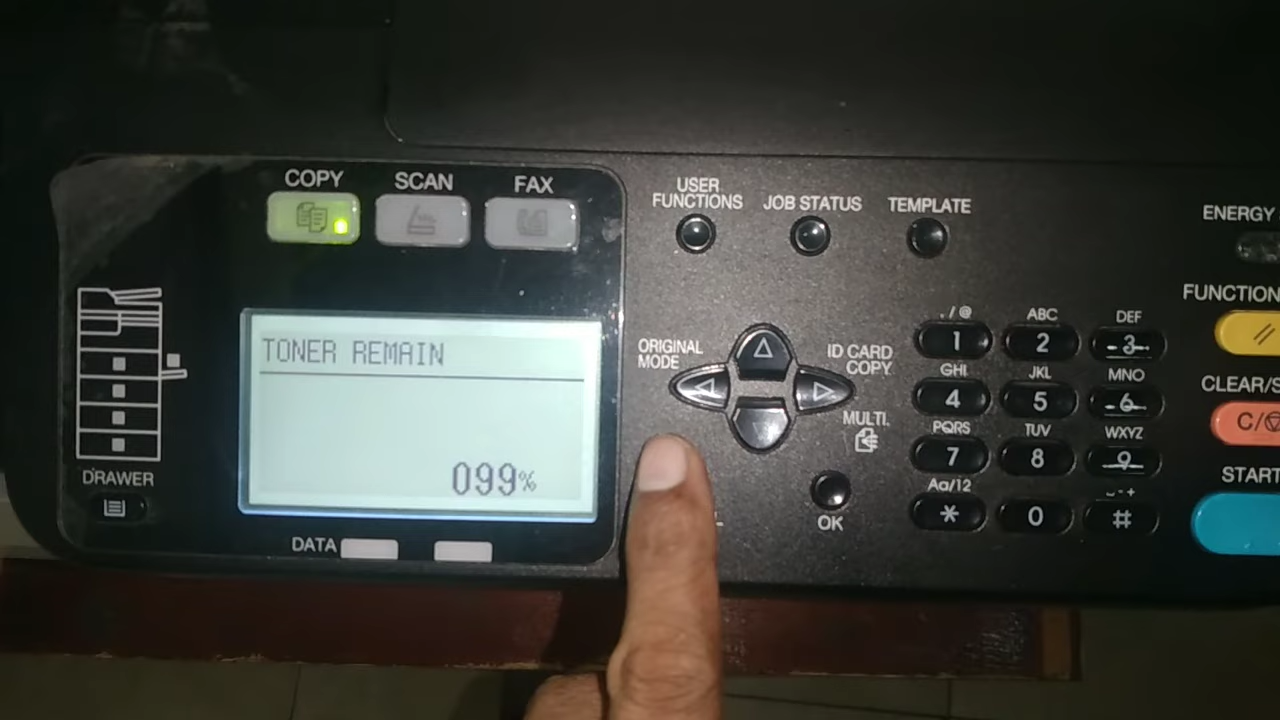 COPY
SCAN
FAX
USER
FUNCTIONS
JOB STATUS
TEMPLATE
ENERGY
FUNCTION
TONER REMAIN
099%
ORIGINAL
MODE
ID CARD
COPY
MULTI.
OK
DRAWER
DATA
. / @
ABC
DEF
1
2
3
GHI
JKL
MNO
4
5
6
PQRS
TUV
WXYZ
7
8
9
Aa/12
*
0
#
CLEAR/S
C/
START